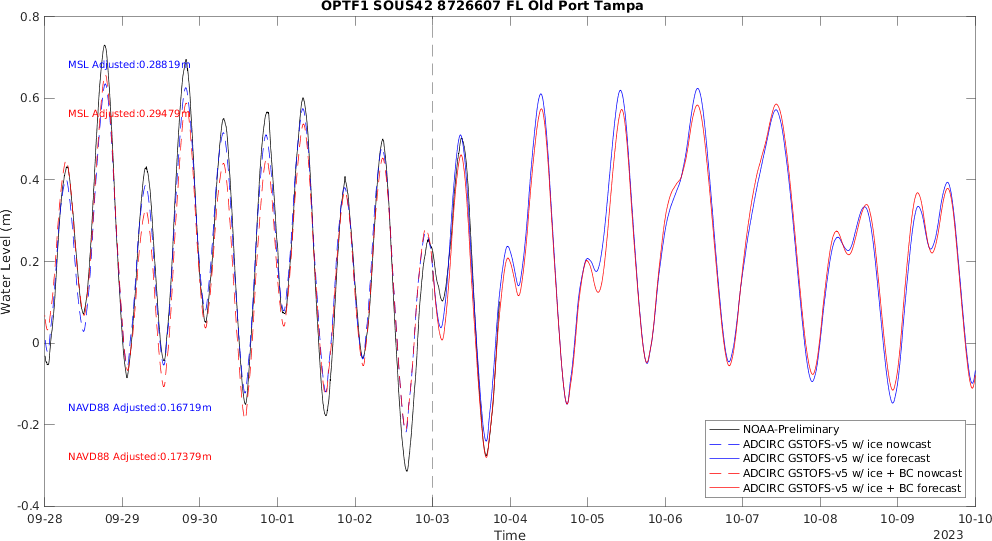 OPTF1 SOUS42 8726607 FL Old Port Tampa
0.8
0.6
0.4
0.2
0
-0.2
-0.4
Water Level (m)
MSL Adjusted:0.28819m
MSL Adjusted:0.29479m
NAVD88 Adjusted:0.16719m
NAVD88 Adjusted:0.17379m
NOAA-Preliminary
ADCIRC GSTOFS-v5 w/ ice nowcast
ADCIRC GSTOFS-v5 w/ ice forecast
ADCIRC GSTOFS-v5 w/ ice + BC nowcast
ADCIRC GSTOFS-v5 w/ ice + BC forecast
09-28 09-29 09-30 10-01 10-02 10-03 10-04 10-05 10-06 10-07 10-08 10-09 10-10
Time
2023